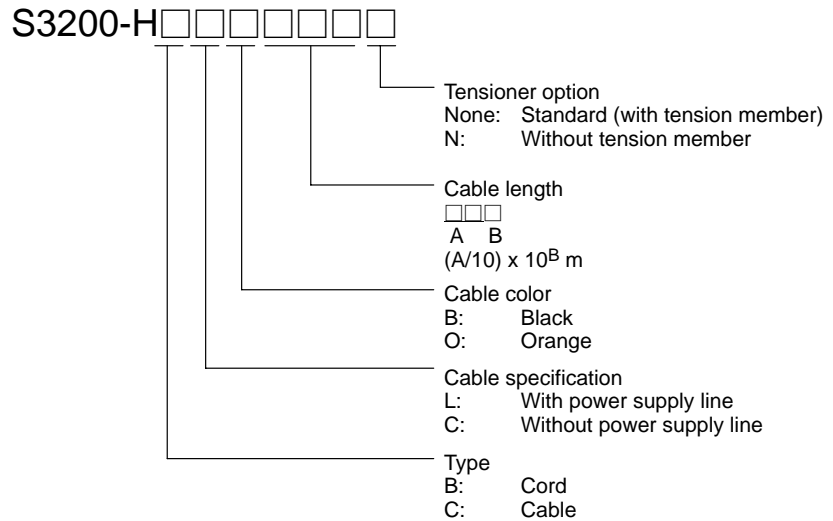 S3200-H□□□□□□□
Tensioner option
None: Standard (with tension member)
N: Without tension member
Cable length
□□□
A B
(A/10) x 10B m
Cable color
B: Black
O: Orange
Cable specification
L: With power supply line
C: Without power supply line
Type
B: Cord
C: Cable